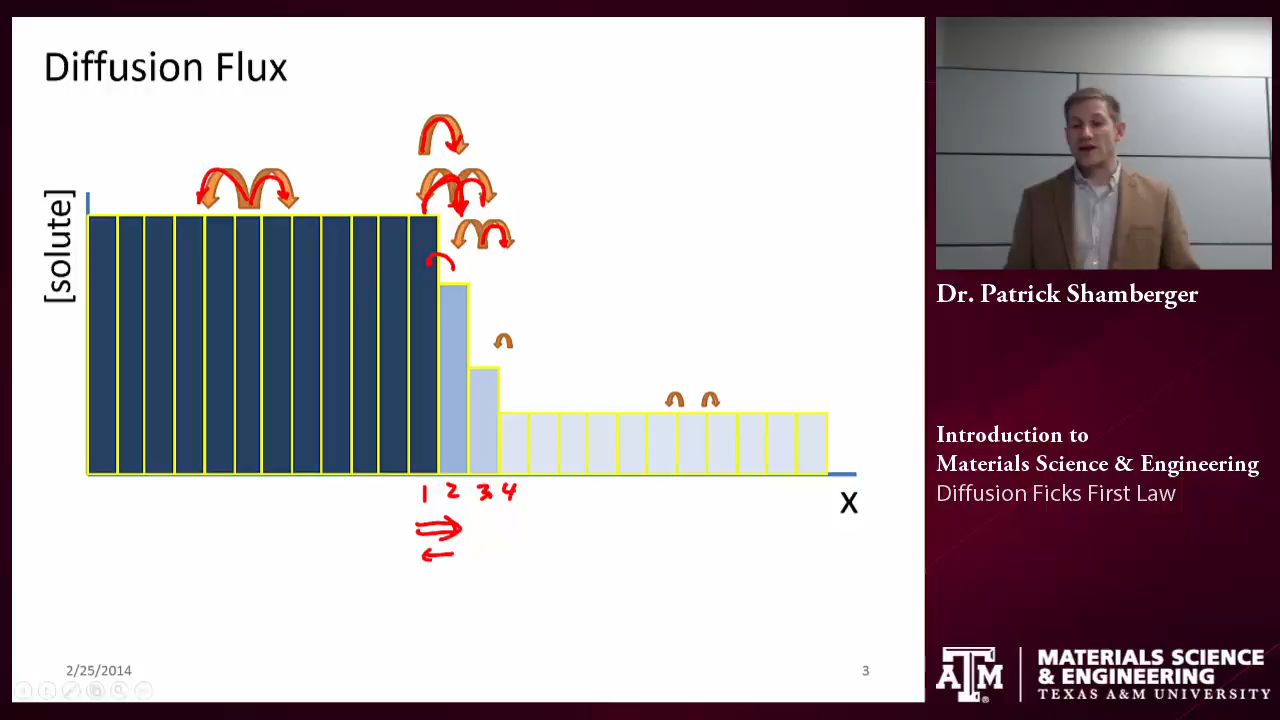 Diffusion Flux
[solute]
1 2 3 4
X
2/25/2014
3
Dr. Patrick Shamberger
Introduction to
Materials Science & Engineering
Diffusion Ficks First Law
ATM
MATERIALS SCIENCE
& ENGINEERING
TEXAS A&M UNIVERSITY